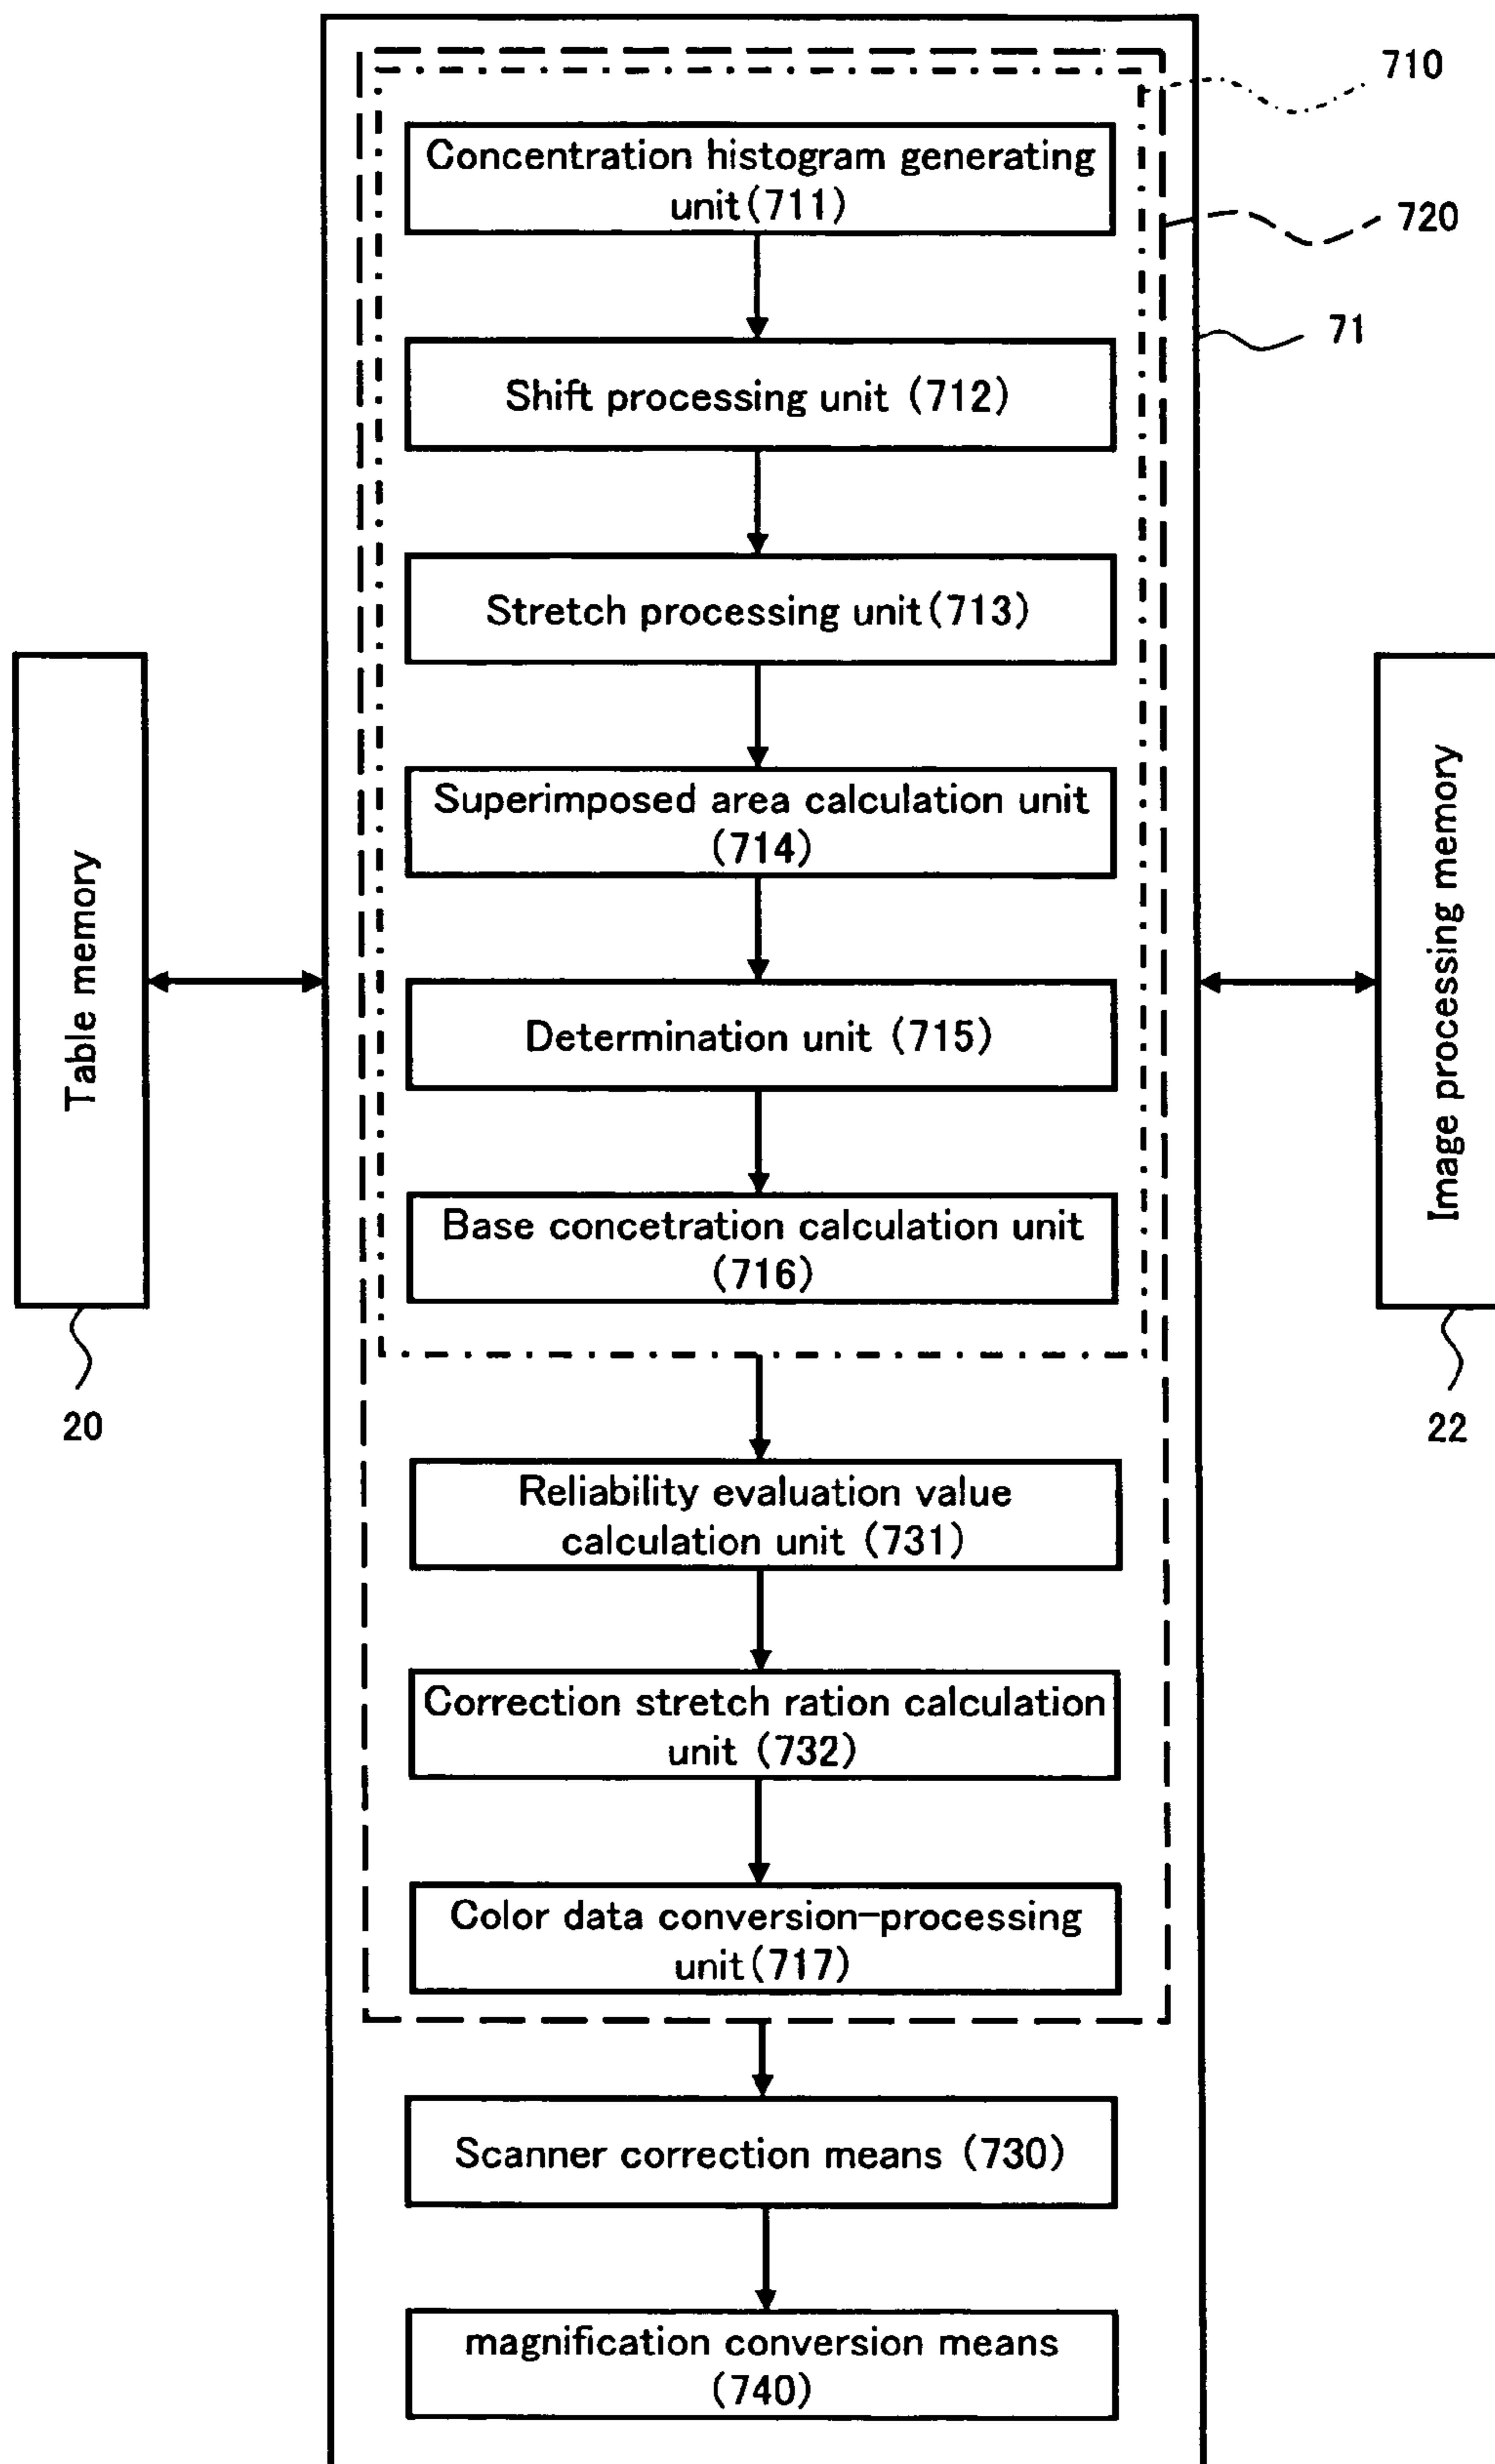 710
Concentration histogram generating
unit(711)
720
71
Shift processing unit (712)
Stretch processing unit(713)
Superimposed area calculation unit
(714)
Table memory
Image processing memory
Determination unit (715)
Base concetration calculation unit
(716)
20
22
Reliability evaluation value
calculation unit (731)
Correction stretch ration calculation
unit (732)
Color data conversion-processing
unit(717)
Scanner correction means (730)
magnification conversion means
(740)